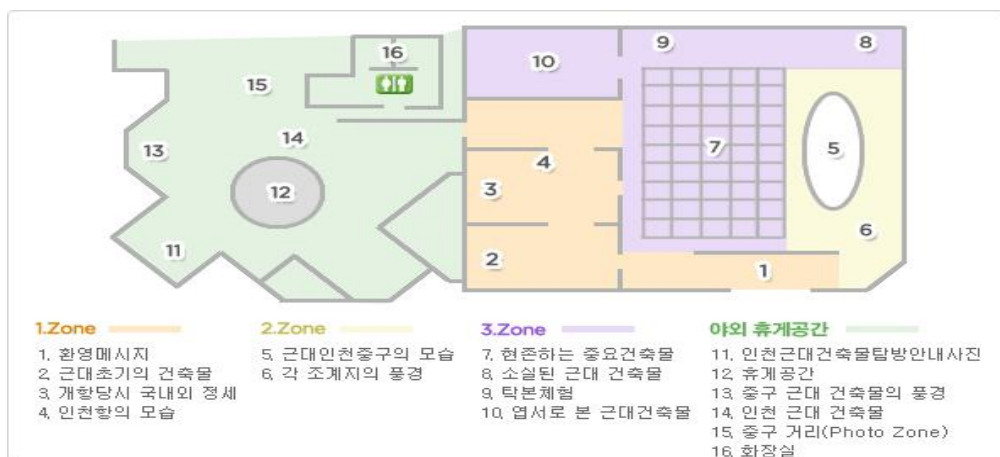 16
10
9
8
15
14
13
12
11
4
3
2
7
5
6
1
1.Zone
1, 환영메시지
2, 근대초기의 건축물
3, 개항당시 국내외 정세
4, 인천항의 모습
2.Zone
5, 근대인천중구의 모습
6, 각 조계지의 풍경
3.Zone
7, 현존하는 중요건축물
8, 소실된 근대 건축물
9, 탁본체험
10, 엽서로 본 근대건축물
야외 휴게공간
11, 인천근대건축물탐방안내사진
12, 휴게공간
13, 중구 근대 건축물의 풍경
14, 인천 근대 건축물
15, 중구 거리(Photo Zone)
16, 화장실